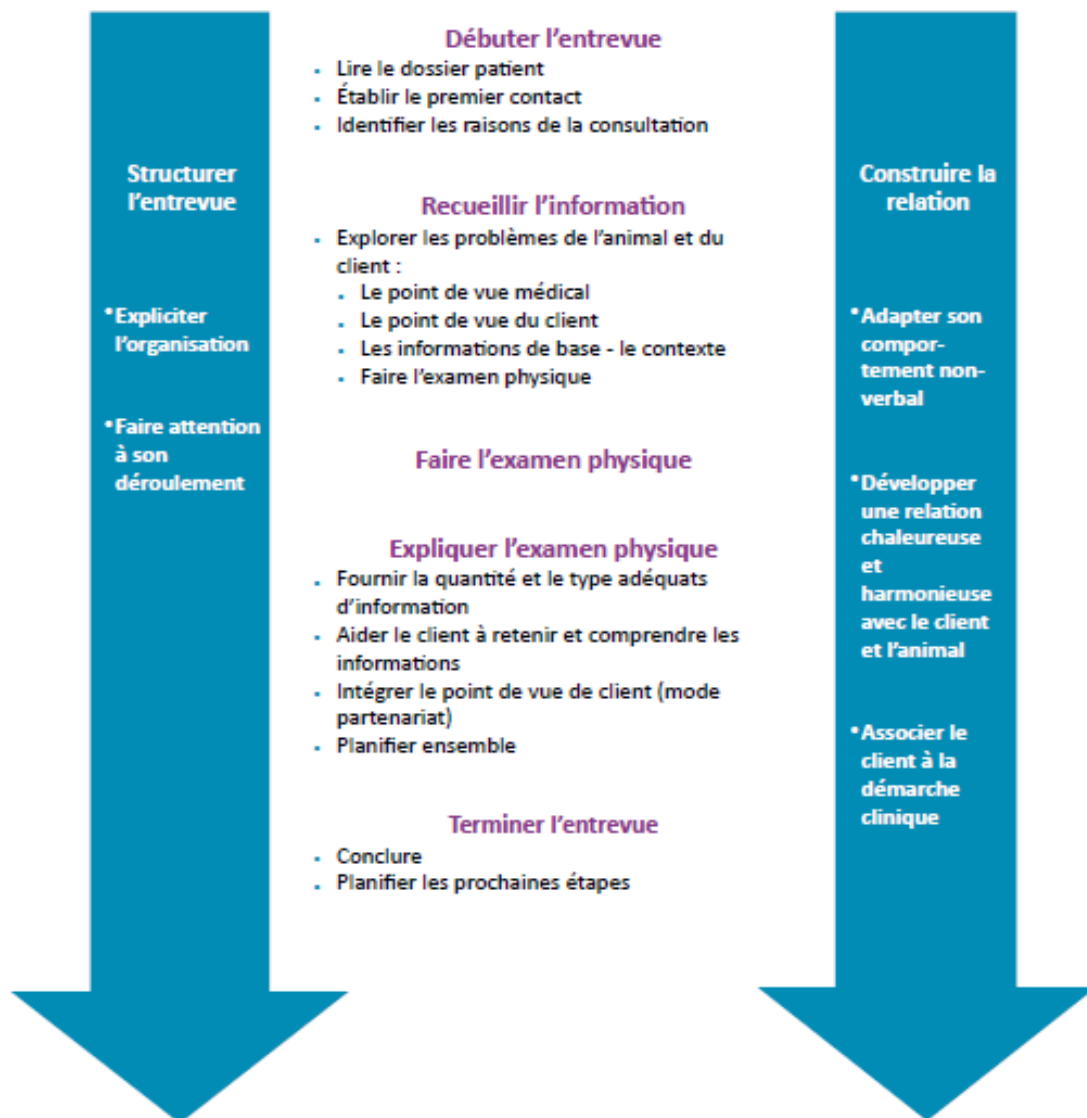 Structurer
l'entrevue
•Expliciter
l'organisation
•Faire attention
à son
déroulement
Débuter l'entrevue
▪ Lire le dossier patient
▪ Établir le premier contact
▪ Identifier les raisons de la consultation
Recueillir l'information
▪ Explorer les problèmes de l'animal et du
client :
▪ Le point de vue médical
▪ Le point de vue du client
▪ Les informations de base - le contexte
▪ Faire l'examen physique
Faire l'examen physique
Expliquer l'examen physique
▪ Fournir la quantité et le type adéquats
d'information
▪ Aider le client à retenir et comprendre les
informations
▪ Intégrer le point de vue de client (mode
partenariat)
▪ Planifier ensemble
Terminer l'entrevue
▪ Conclure
▪ Planifier les prochaines étapes
Construire la
relation
•Adapter son
compor-
tement non-
verbal
•Développer
une relation
chaleureuse
et
harmonieuse
avec le client
et l'animal
•Associer le
client à la
démarche
clinique